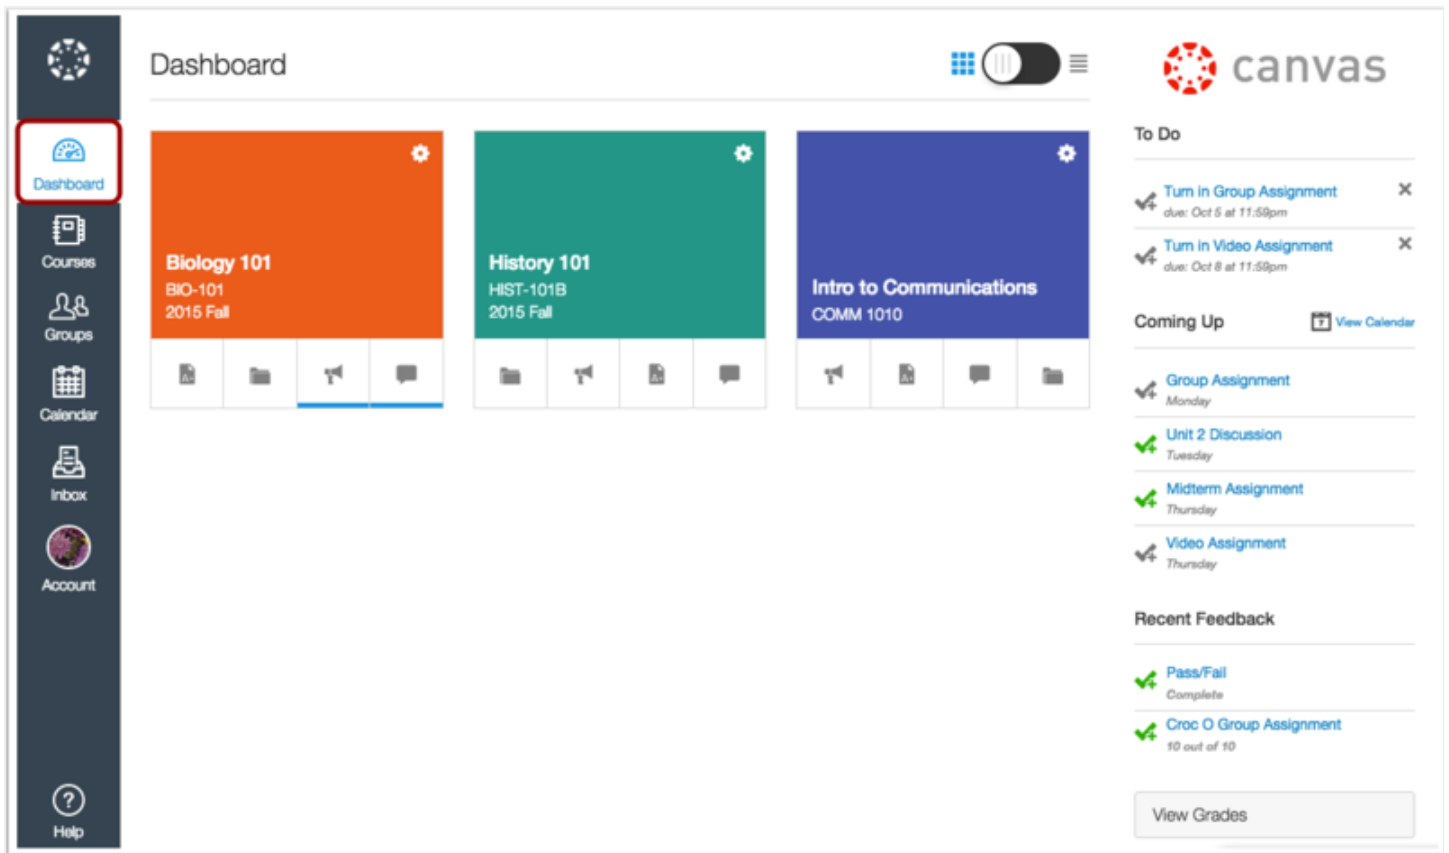 Dashboard
canvas
Dashboard
Courses
Groups
Calendar
Inbox
Account
Help
Biology 101
BIO-101
2015 Fall
History 101
HIST-101B
2015 Fall
Intro to Communications
COMM 1010
To Do
Turn in Group Assignment
due: Oct 5 at 11:59pm
Turn in Video Assignment
due: Oct 8 at 11:59pm
Coming Up
7 View Calendar
Group Assignment
Monday
Unit 2 Discussion
Tuesday
Midterm Assignment
Thursday
Video Assignment
Thursday
Recent Feedback
Pass/Fail
Complete
Croc O Group Assignment
10 out of 10
View Grades